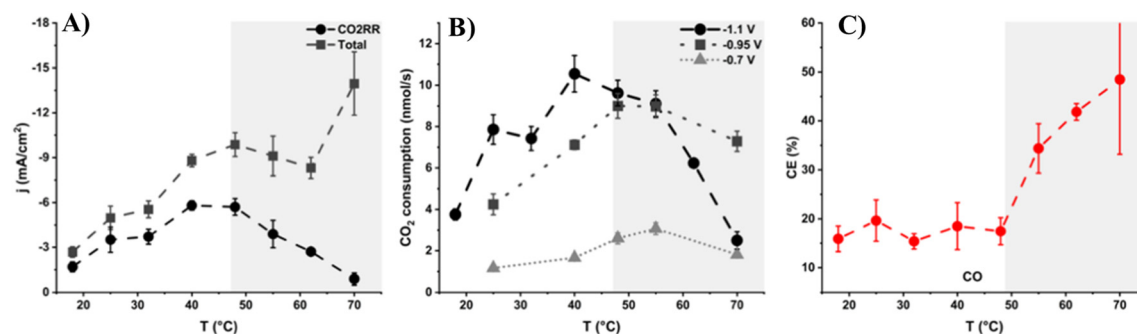 A)
-18
-15
-12
-9
-6
-3
0
j (mA/cm²)
CO2RR
Total
20 30 40 50 60 70
T (°C)
B)
12
10
8
6
4
2
0
CO₂ consumption (nmol/s)
-1.1 V
-0.95 V
-0.7 V
20 30 40 50 60 70
T (°C)
C)
60
50
40
30
20
10
CE (%)
CO
20 30 40 50 60 70
T (°C)